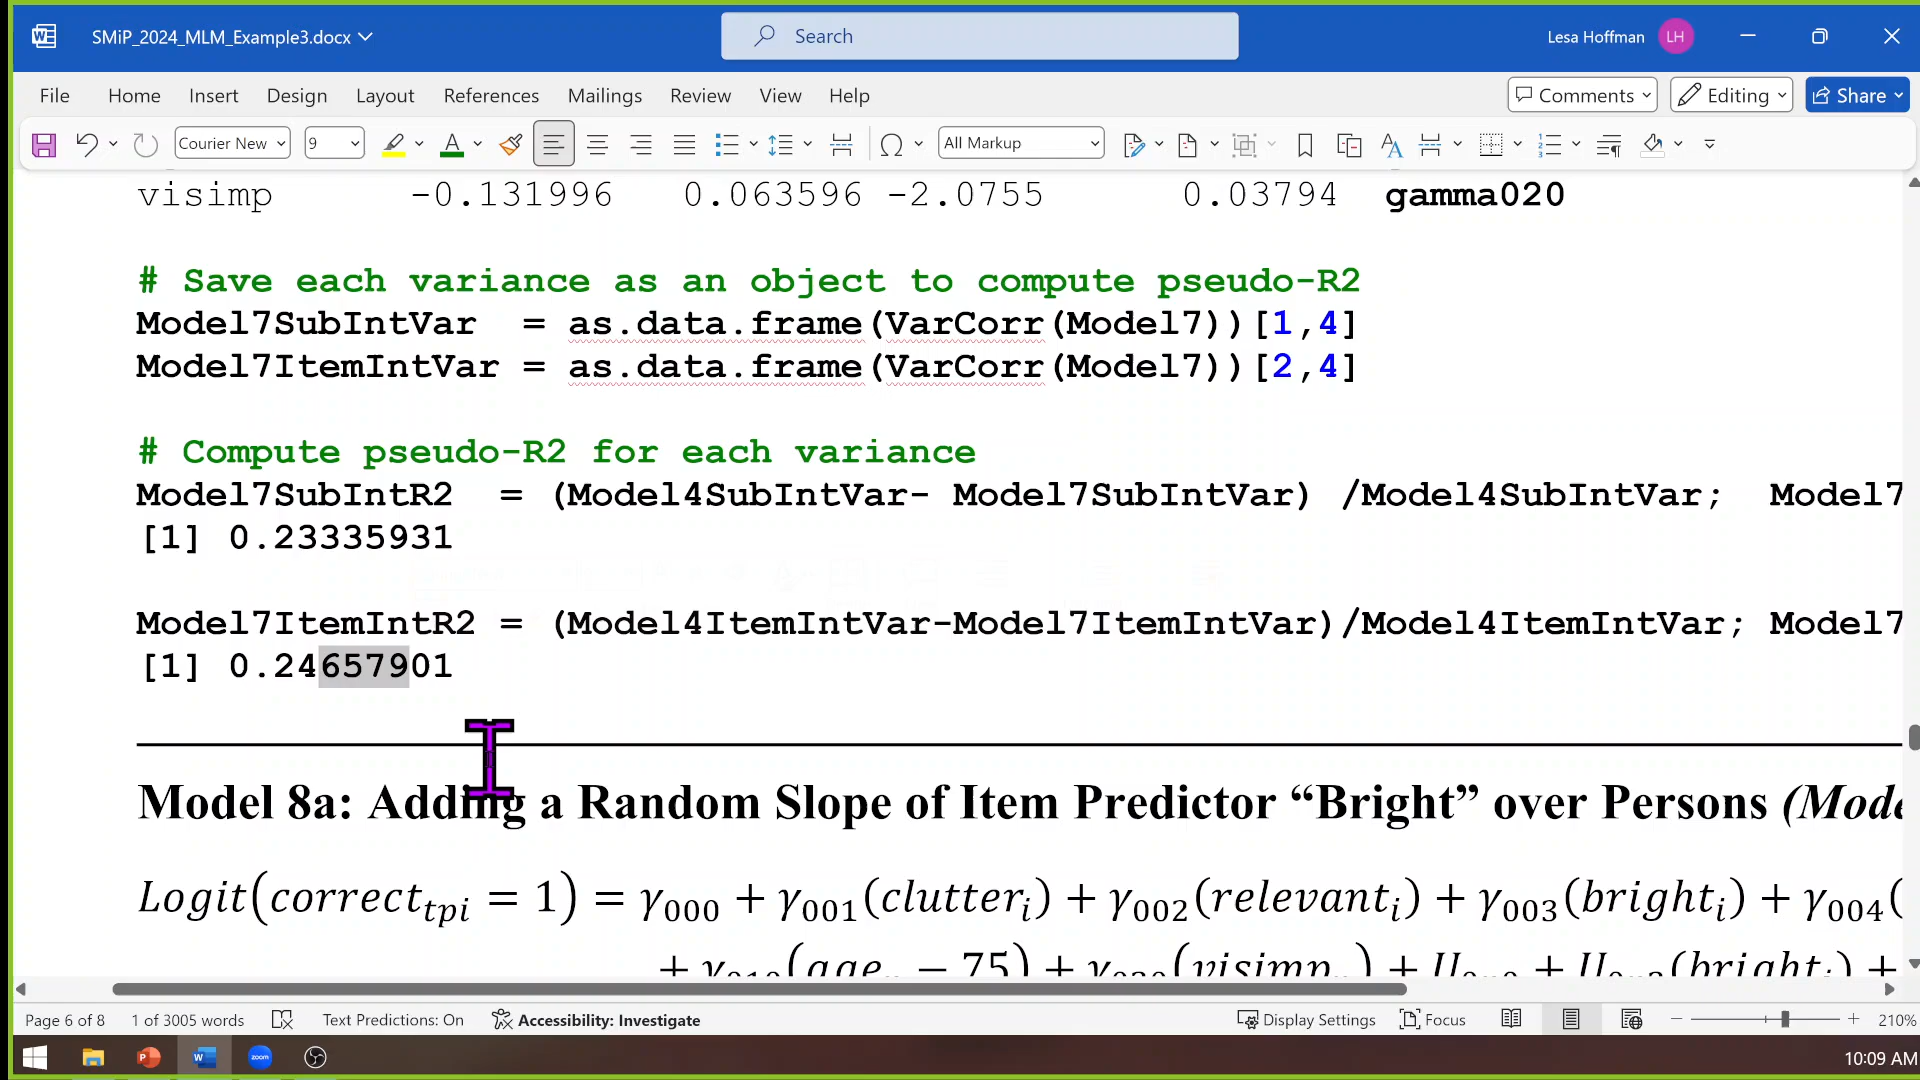 SMiP_2024_MLM_Example3.docx
Search
Lesa Hoffman LH
File Home Insert Design Layout References Mailings Review View Help
Comments Editing Share
Courier New 9 All Markup
visimp -0.131996 0.063596 -2.0755 0.03794 gamma020
# Save each variance as an object to compute pseudo-R2
Model7SubIntVar = as.data.frame(VarCorr(Model7))[1,4]
Model7ItemIntVar = as.data.frame(VarCorr(Model7))[2,4]
# Compute pseudo-R2 for each variance
Model7SubIntR2 = (Model4SubIntVar- Model7SubIntVar) /Model4SubIntVar; Model7
[1] 0.23335931
Model7ItemIntR2 = (Model4ItemIntVar-Model7ItemIntVar)/Model4ItemIntVar; Model7
[1] 0.24657901
Model 8a: Adding a Random Slope of Item Predictor “Bright” over Persons (Mode
Logit(correct_tpi = 1) = γ000 + γ001(clutter_i) + γ002(relevant_i) + γ003(bright_i) + γ004(
Page 6 of 8 1 of 3005 words Text Predictions: On Accessibility: Investigate Display Settings Focus 210%
zoom
10:09 AM